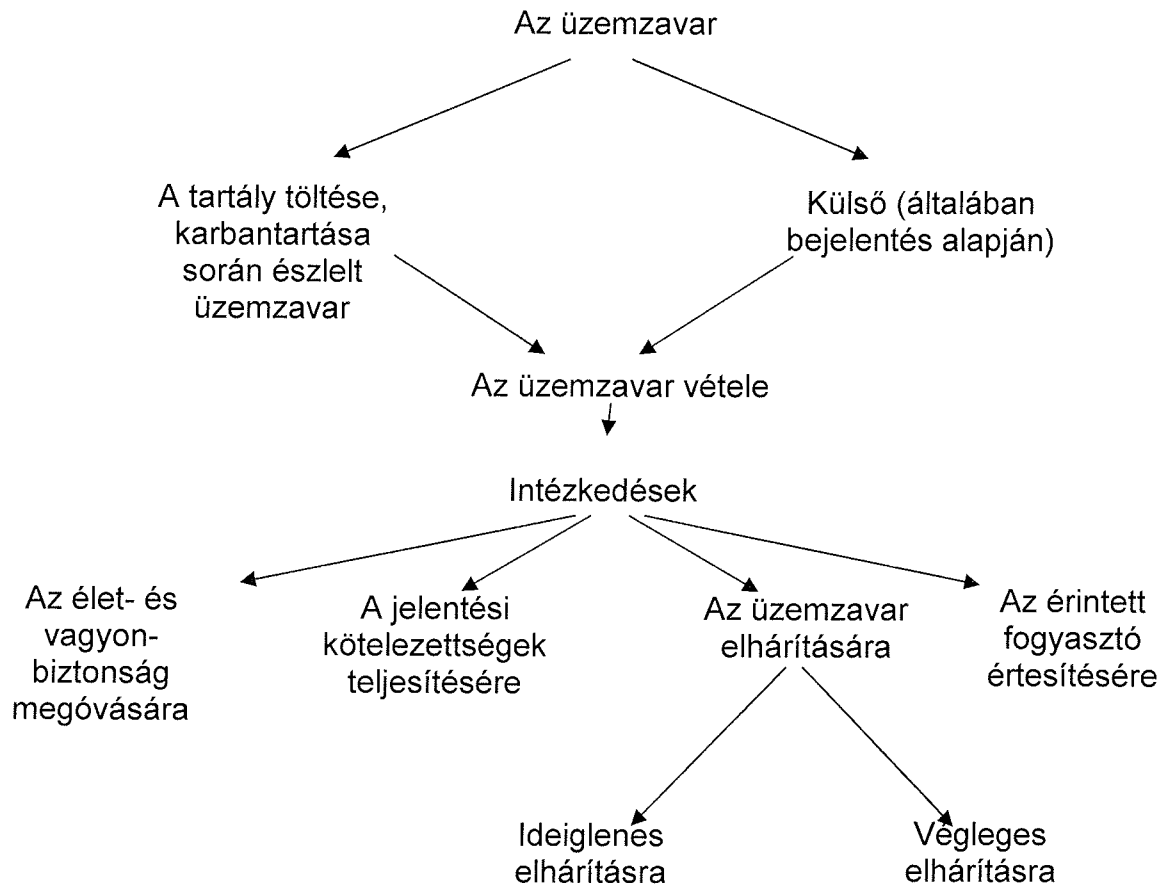 Az üzemzavar
A tartály töltése,
karbantartása
során észlelt
üzemzavar
Külső (általában
bejelentés alapján)
Az üzemzavar vétele
Intézkedések
Az élet- és
vagyon-
biztonság
megóvására
A jelentési
kötelezettségek
teljesítésére
Az üzemzavar
elhárítására
Az érintett
fogyasztó
értesítésére
Ideiglenes
elhárításra
Végleges
elhárításra